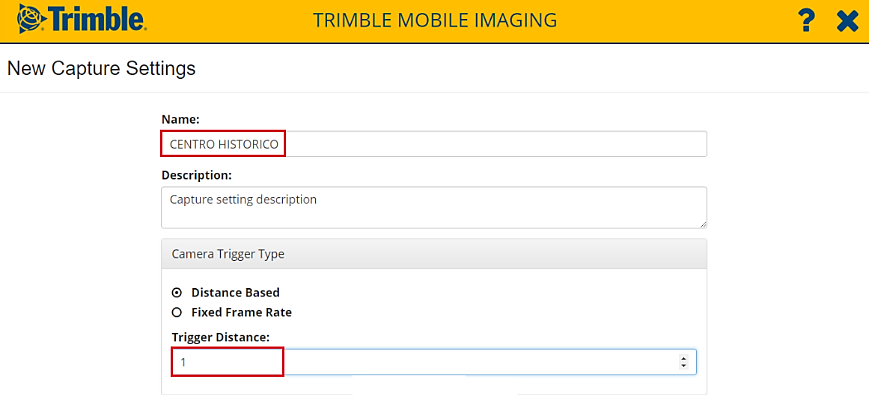 Trimble. TRIMBLE MOBILE IMAGING ?
New Capture Settings
Name:
CENTRO HISTORICO
Description:
Capture setting description
Camera Trigger Type
Distance Based
Fixed Frame Rate
Trigger Distance:
1